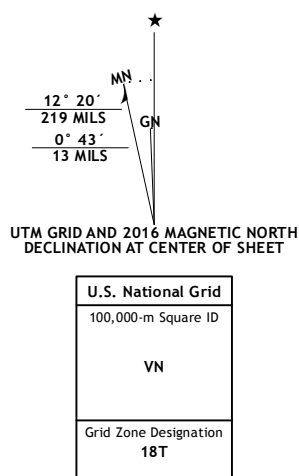 MN
GN
12° 20´
219 MILS
0° 43´
13 MILS
UTM GRID AND 2016 MAGNETIC NORTH
DECLINATION AT CENTER OF SHEET
U.S. National Grid
100,000-m Square ID
VN
Grid Zone Designation
18T